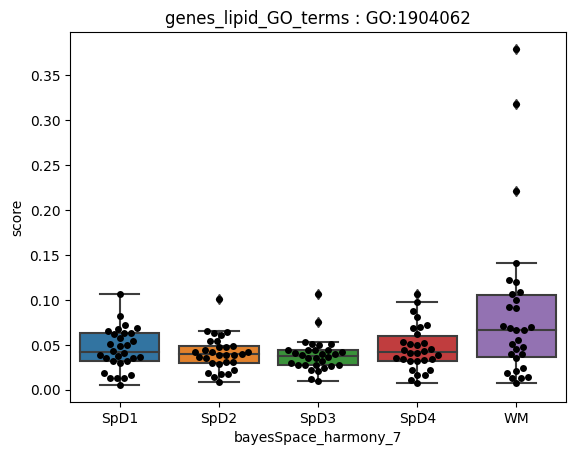 genes_lipid_GO_terms : GO:1904062
score
0.35
0.30
0.25
0.20
0.15
0.10
0.05
0.00
SpD1 SpD2 SpD3 SpD4 WM
bayesSpace_harmony_7